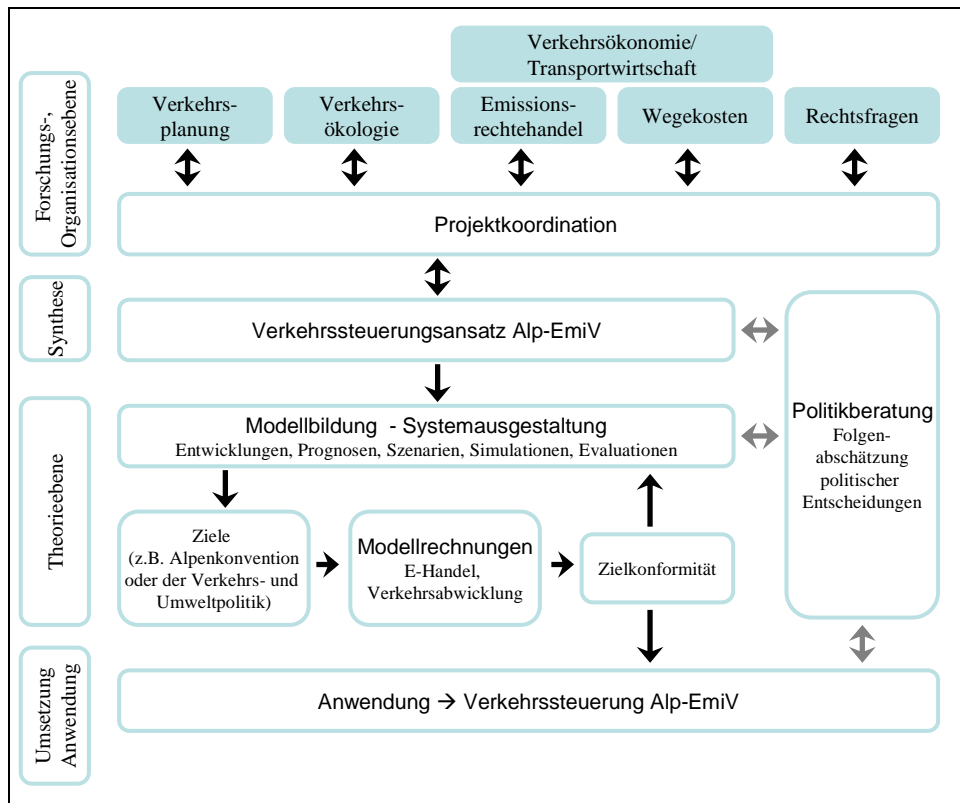 Verkehrsökonomie/
Transportwirtschaft
Verkehrs-
planung
Verkehrs-
ökologie
Emissions-
rechtehandel
Wegekosten
Rechtsfragen
Forschungs-,
Organisationsebene
Projektkoordination
Synthese
Verkehrssteuerungsansatz Alp-EmiV
Theorieebene
Modellbildung - Systemausgestaltung
Entwicklungen, Prognosen, Szenarien, Simulationen, Evaluationen
Politikberatung
Folgen-
abschätzung
politischer
Entscheidungen
Ziele
(z.B. Alpenkonvention
oder der Verkehrs- und
Umweltpolitik)
Modellrechnungen
E-Handel,
Verkehrsabwicklung
Zielkonformität
Umsetzung
Anwendung
Anwendung → Verkehrssteuerung Alp-EmiV